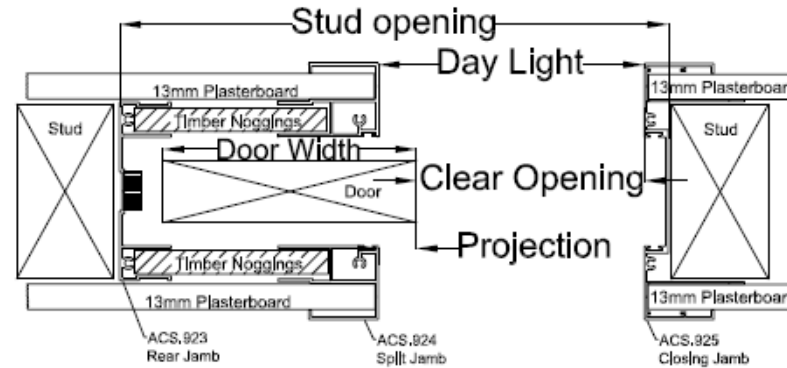 Stud opening
Day Light
13mm Plasterboard
13mm Plasterboar
Timber Noggings
Stud
Stud
Door Width
Door
Clear Opening
Projection
Timber Noggings
13mm Plasterboard
13mm Plasterboar
ACS.923
Rear Jamb
ACS.924
Split Jamb
ACS.925
Closing Jamb